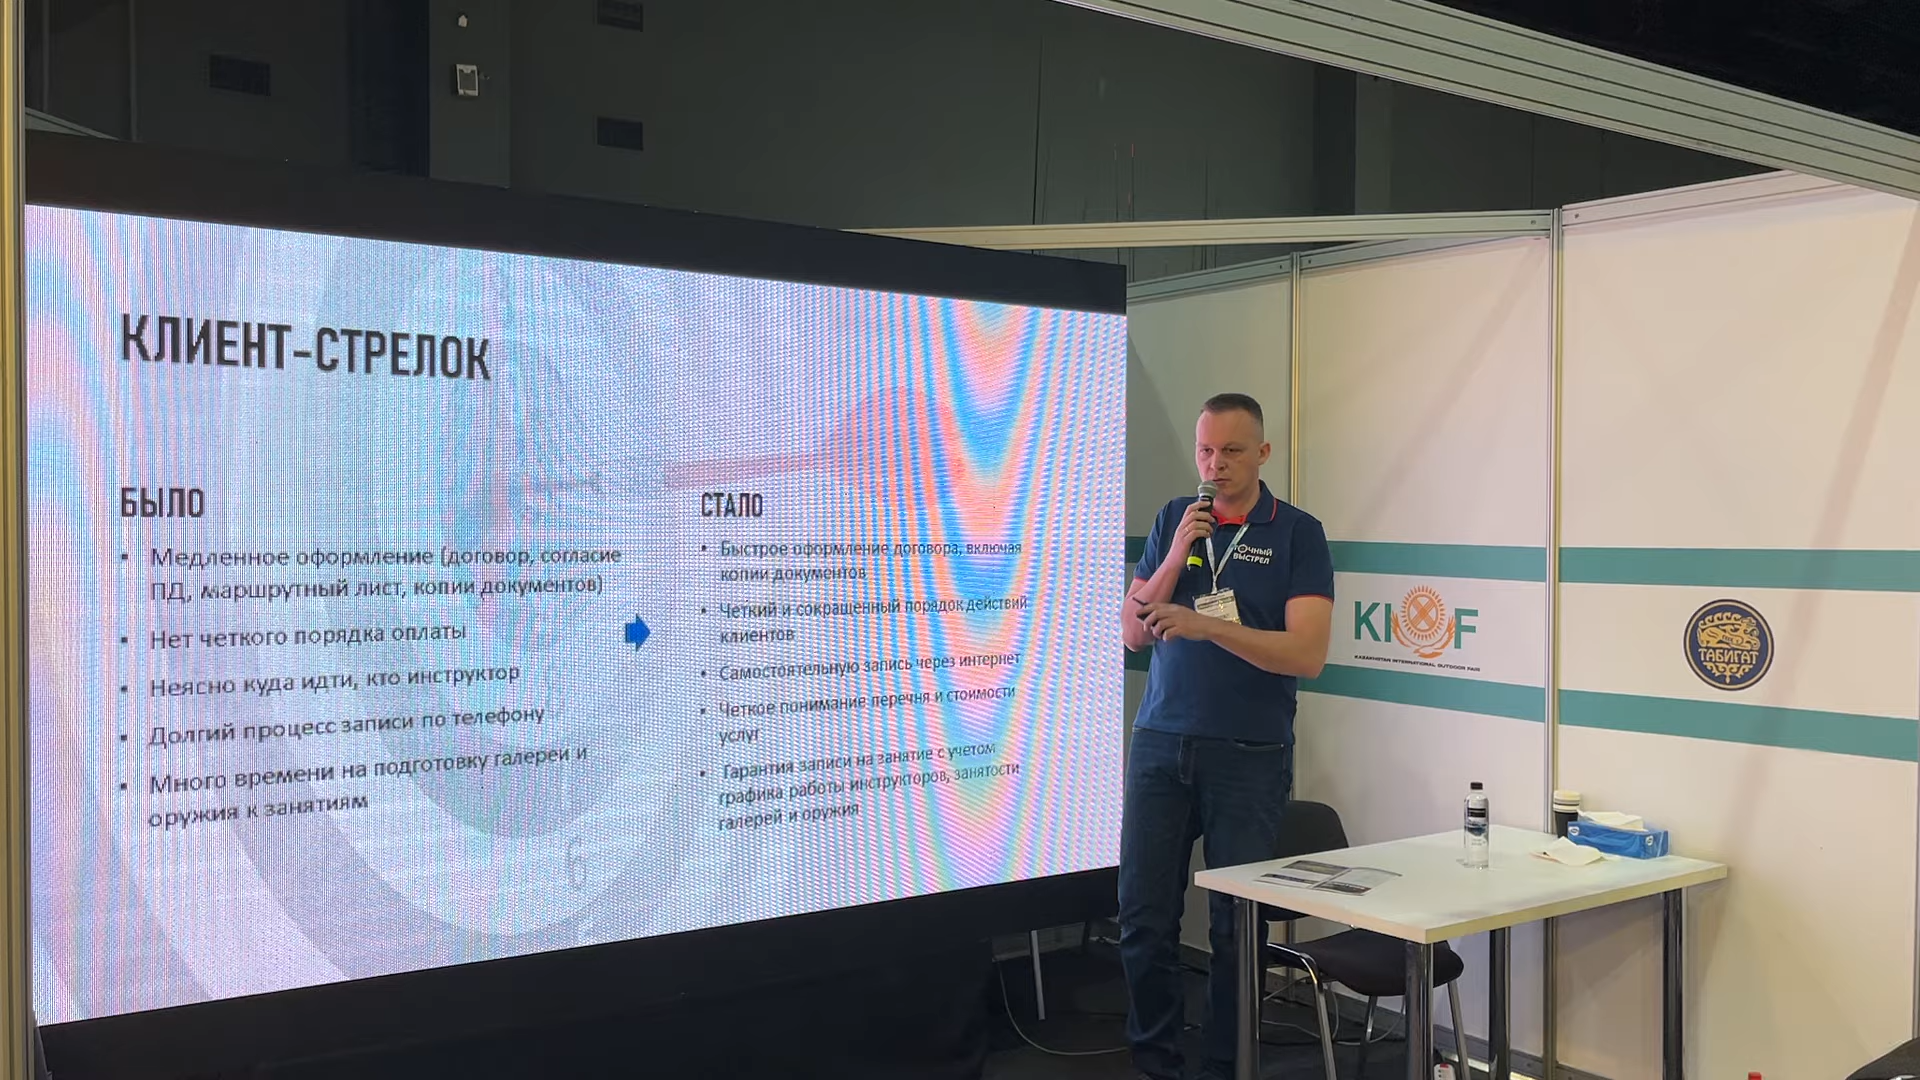 КЛИЕНТ-СТРЕЛОК
БЫЛО
• Медленное оформление (договор, согласие
ПД, маршрутный лист, копии документов)
• Нет четкого порядка оплаты
• Неясно куда идти, кто инструктор
• Долгий процесс записи по телефону
• Много времени на подготовку галереи и
оружия к занятиям
СТАЛО
• Быстрое оформление договора, включая
копии документов
• Четкий и сокращенный порядок действий
клиентов
• Самостоятельную запись через интернет
• Четкое понимание перечня и стоимости
услуг
• Гарантия записи на занятие с учетом
графика работы инструкторов, занятости
галерей и оружия
6
ТОЧНЫЙ
ВЫСТРЕЛ
KIOF
KAZAKHSTAN INTERNATIONAL OUTDOOR FAIR
ТАБИГАТ